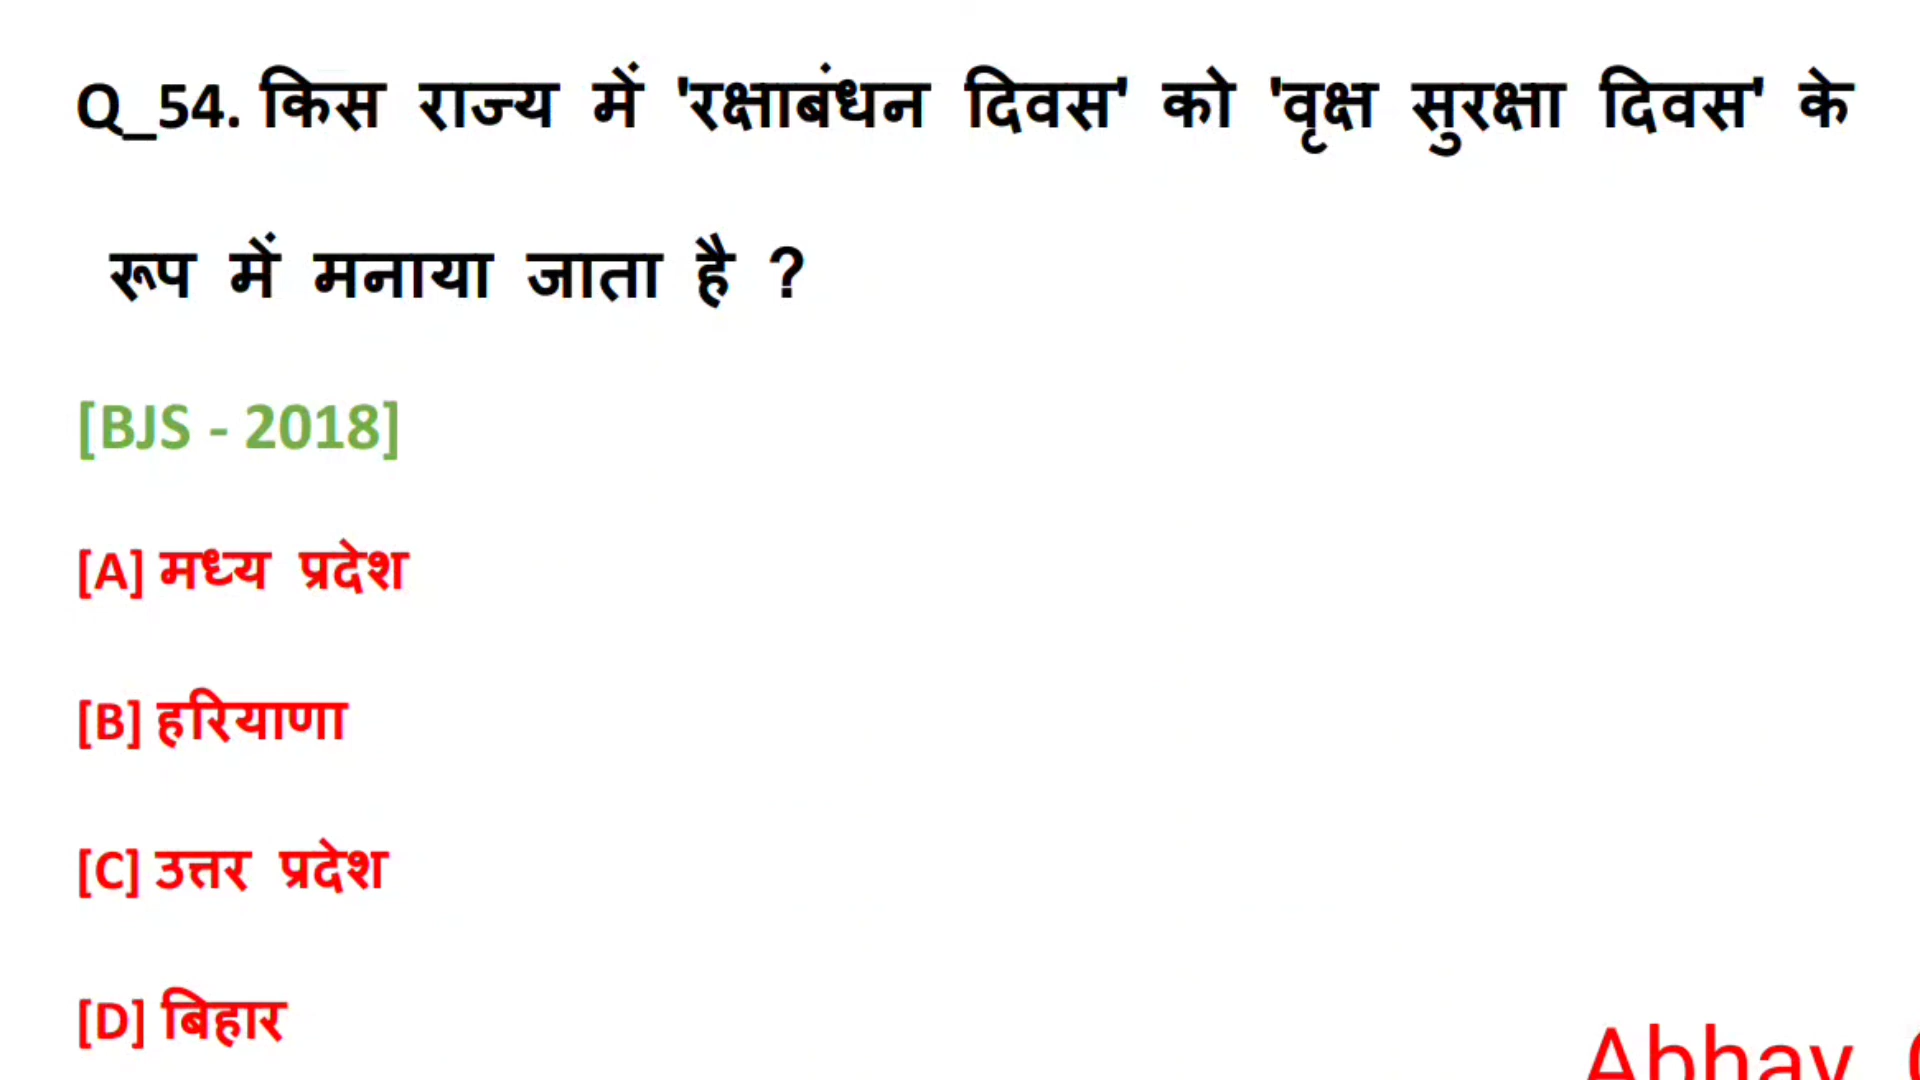 Q_54. किस राज्य में 'रक्षाबंधन दिवस' को 'वृक्ष सुरक्षा दिवस' के
रूप में मनाया जाता है ?
[BJS - 2018]
[A] मध्य प्रदेश
[B] हरियाणा
[C] उत्तर प्रदेश
[D] बिहार
Abhay